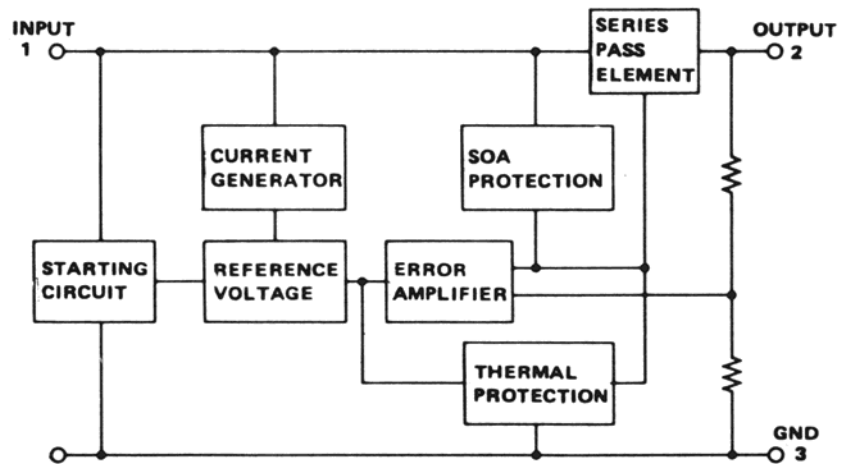 INPUT
1
SERIES
PASS
ELEMENT
OUTPUT
2
CURRENT
GENERATOR
SOA
PROTECTION
STARTING
CIRCUIT
REFERENCE
VOLTAGE
ERROR
AMPLIFIER
THERMAL
PROTECTION
GND
3